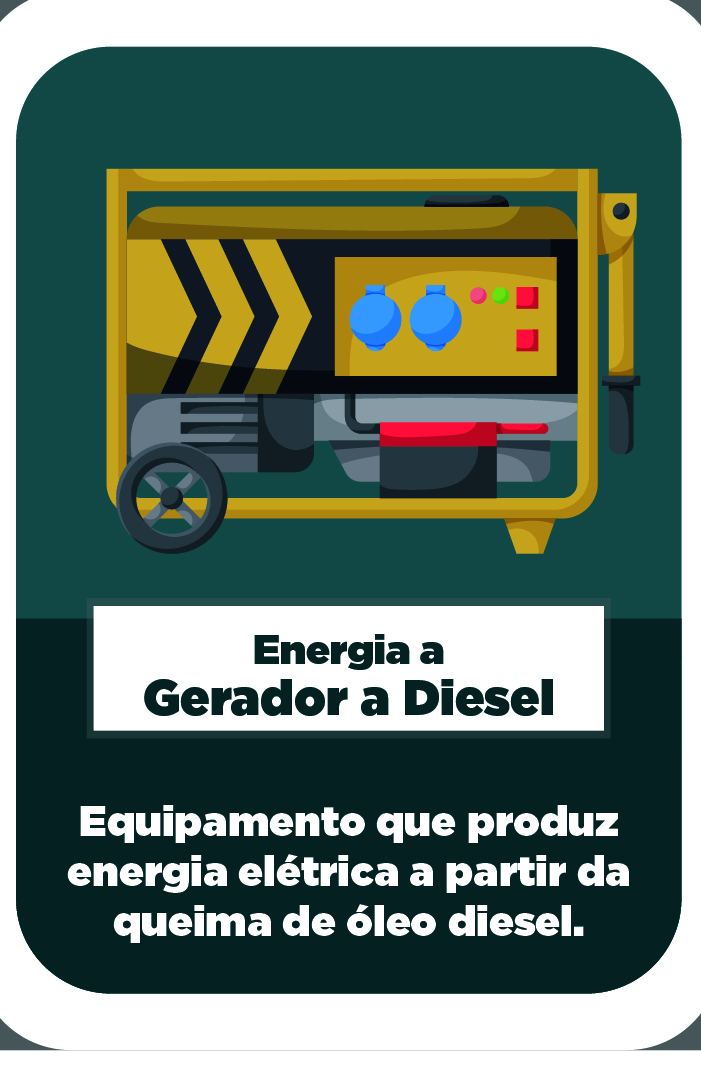 Energia a
Gerador a Diesel
Equipamento que produz
energia elétrica a partir da
queima de óleo diesel.